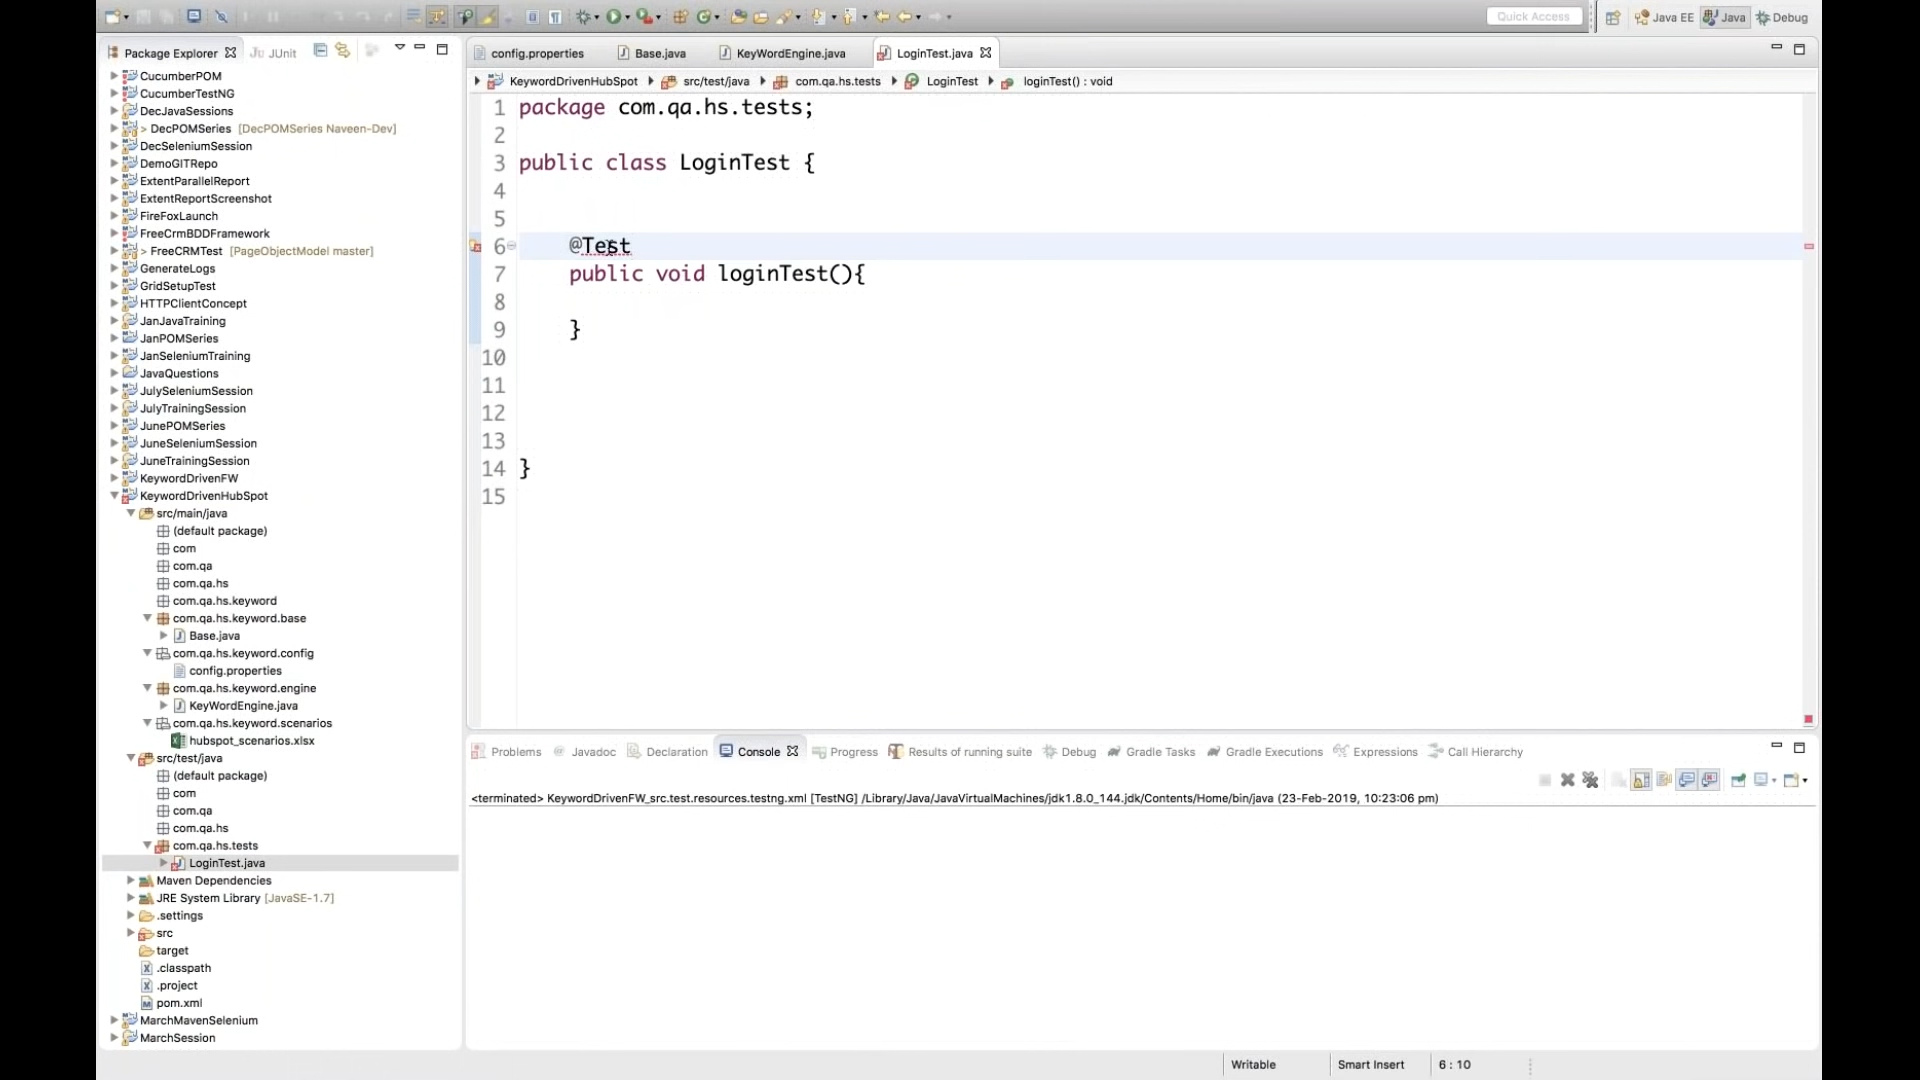 Quick Access
Java EE
Java
Debug
Package Explorer
JUnit
config.properties
Base.java
KeyWordEngine.java
LoginTest.java
KeywordDrivenHubSpot
src/test/java
com.qa.hs.tests
LoginTest
loginTest() : void
1 package com.qa.hs.tests;
2
3 public class LoginTest {
4
5
6 @Test
7 public void loginTest(){
8
9 }
10
11
12
13
14 }
15
CucumberPOM
CucumberTestNG
DecJavaSessions
> DecPOMSeries [DecPOMSeries Naveen-Dev]
DecSeleniumSession
DemoGITRepo
ExtentParallelReport
ExtentReportScreenshot
FireFoxLaunch
FreeCrmBDDFramework
> FreeCRMTest [PageObjectModel master]
GenerateLogs
GridSetupTest
HTTPClientConcept
JanJavaTraining
JanPOMSeries
JanSeleniumTraining
JavaQuestions
JulySeleniumSession
JulyTrainingSession
JunePOMSeries
JuneSeleniumSession
JuneTrainingSession
KeywordDrivenFW
KeywordDrivenHubSpot
src/main/java
(default package)
com
com.qa
com.qa.hs
com.qa.hs.keyword
com.qa.hs.keyword.base
Base.java
com.qa.hs.keyword.config
config.properties
com.qa.hs.keyword.engine
KeyWordEngine.java
com.qa.hs.keyword.scenarios
hubspot_scenarios.xlsx
src/test/java
(default package)
com
com.qa
com.qa.hs
com.qa.hs.tests
LoginTest.java
Maven Dependencies
JRE System Library [JavaSE-1.7]
.settings
src
target
.classpath
.project
pom.xml
MarchMavenSelenium
MarchSession
Problems
Javadoc
Declaration
Console
Progress
Results of running suite
Debug
Gradle Tasks
Gradle Executions
Expressions
Call Hierarchy
<terminated> KeywordDrivenFW_src.test.resources.testng.xml [TestNG] /Library/Java/JavaVirtualMachines/jdk1.8.0_144.jdk/Contents/Home/bin/java (23-Feb-2019, 10:23:06 pm)
Writable
Smart Insert
6 : 10